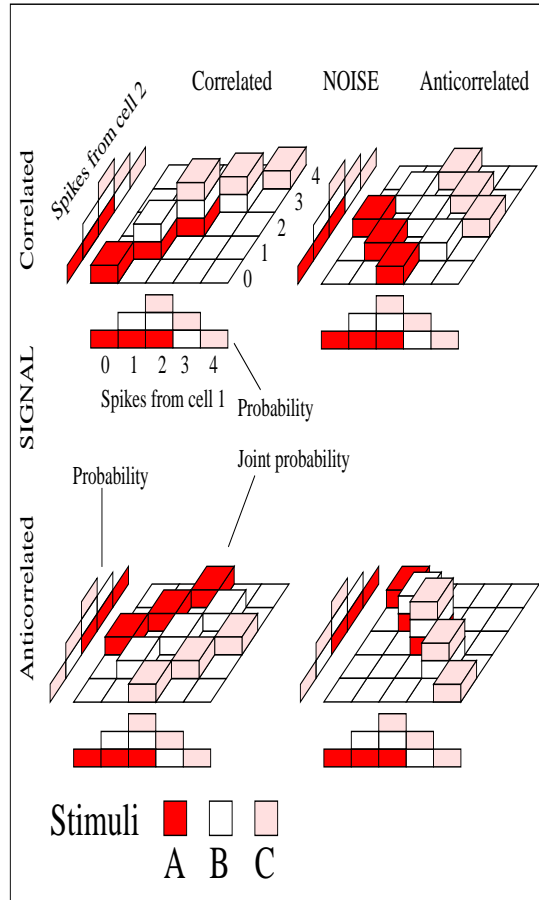 Correlated NOISE Anticorrelated
Spikes from cell 2
Correlated
4
3
2
1
0
0 1 2 3 4
Spikes from cell 1
Probability
SIGNAL
Joint probability
Probability
Anticorrelated
Stimuli
A B C